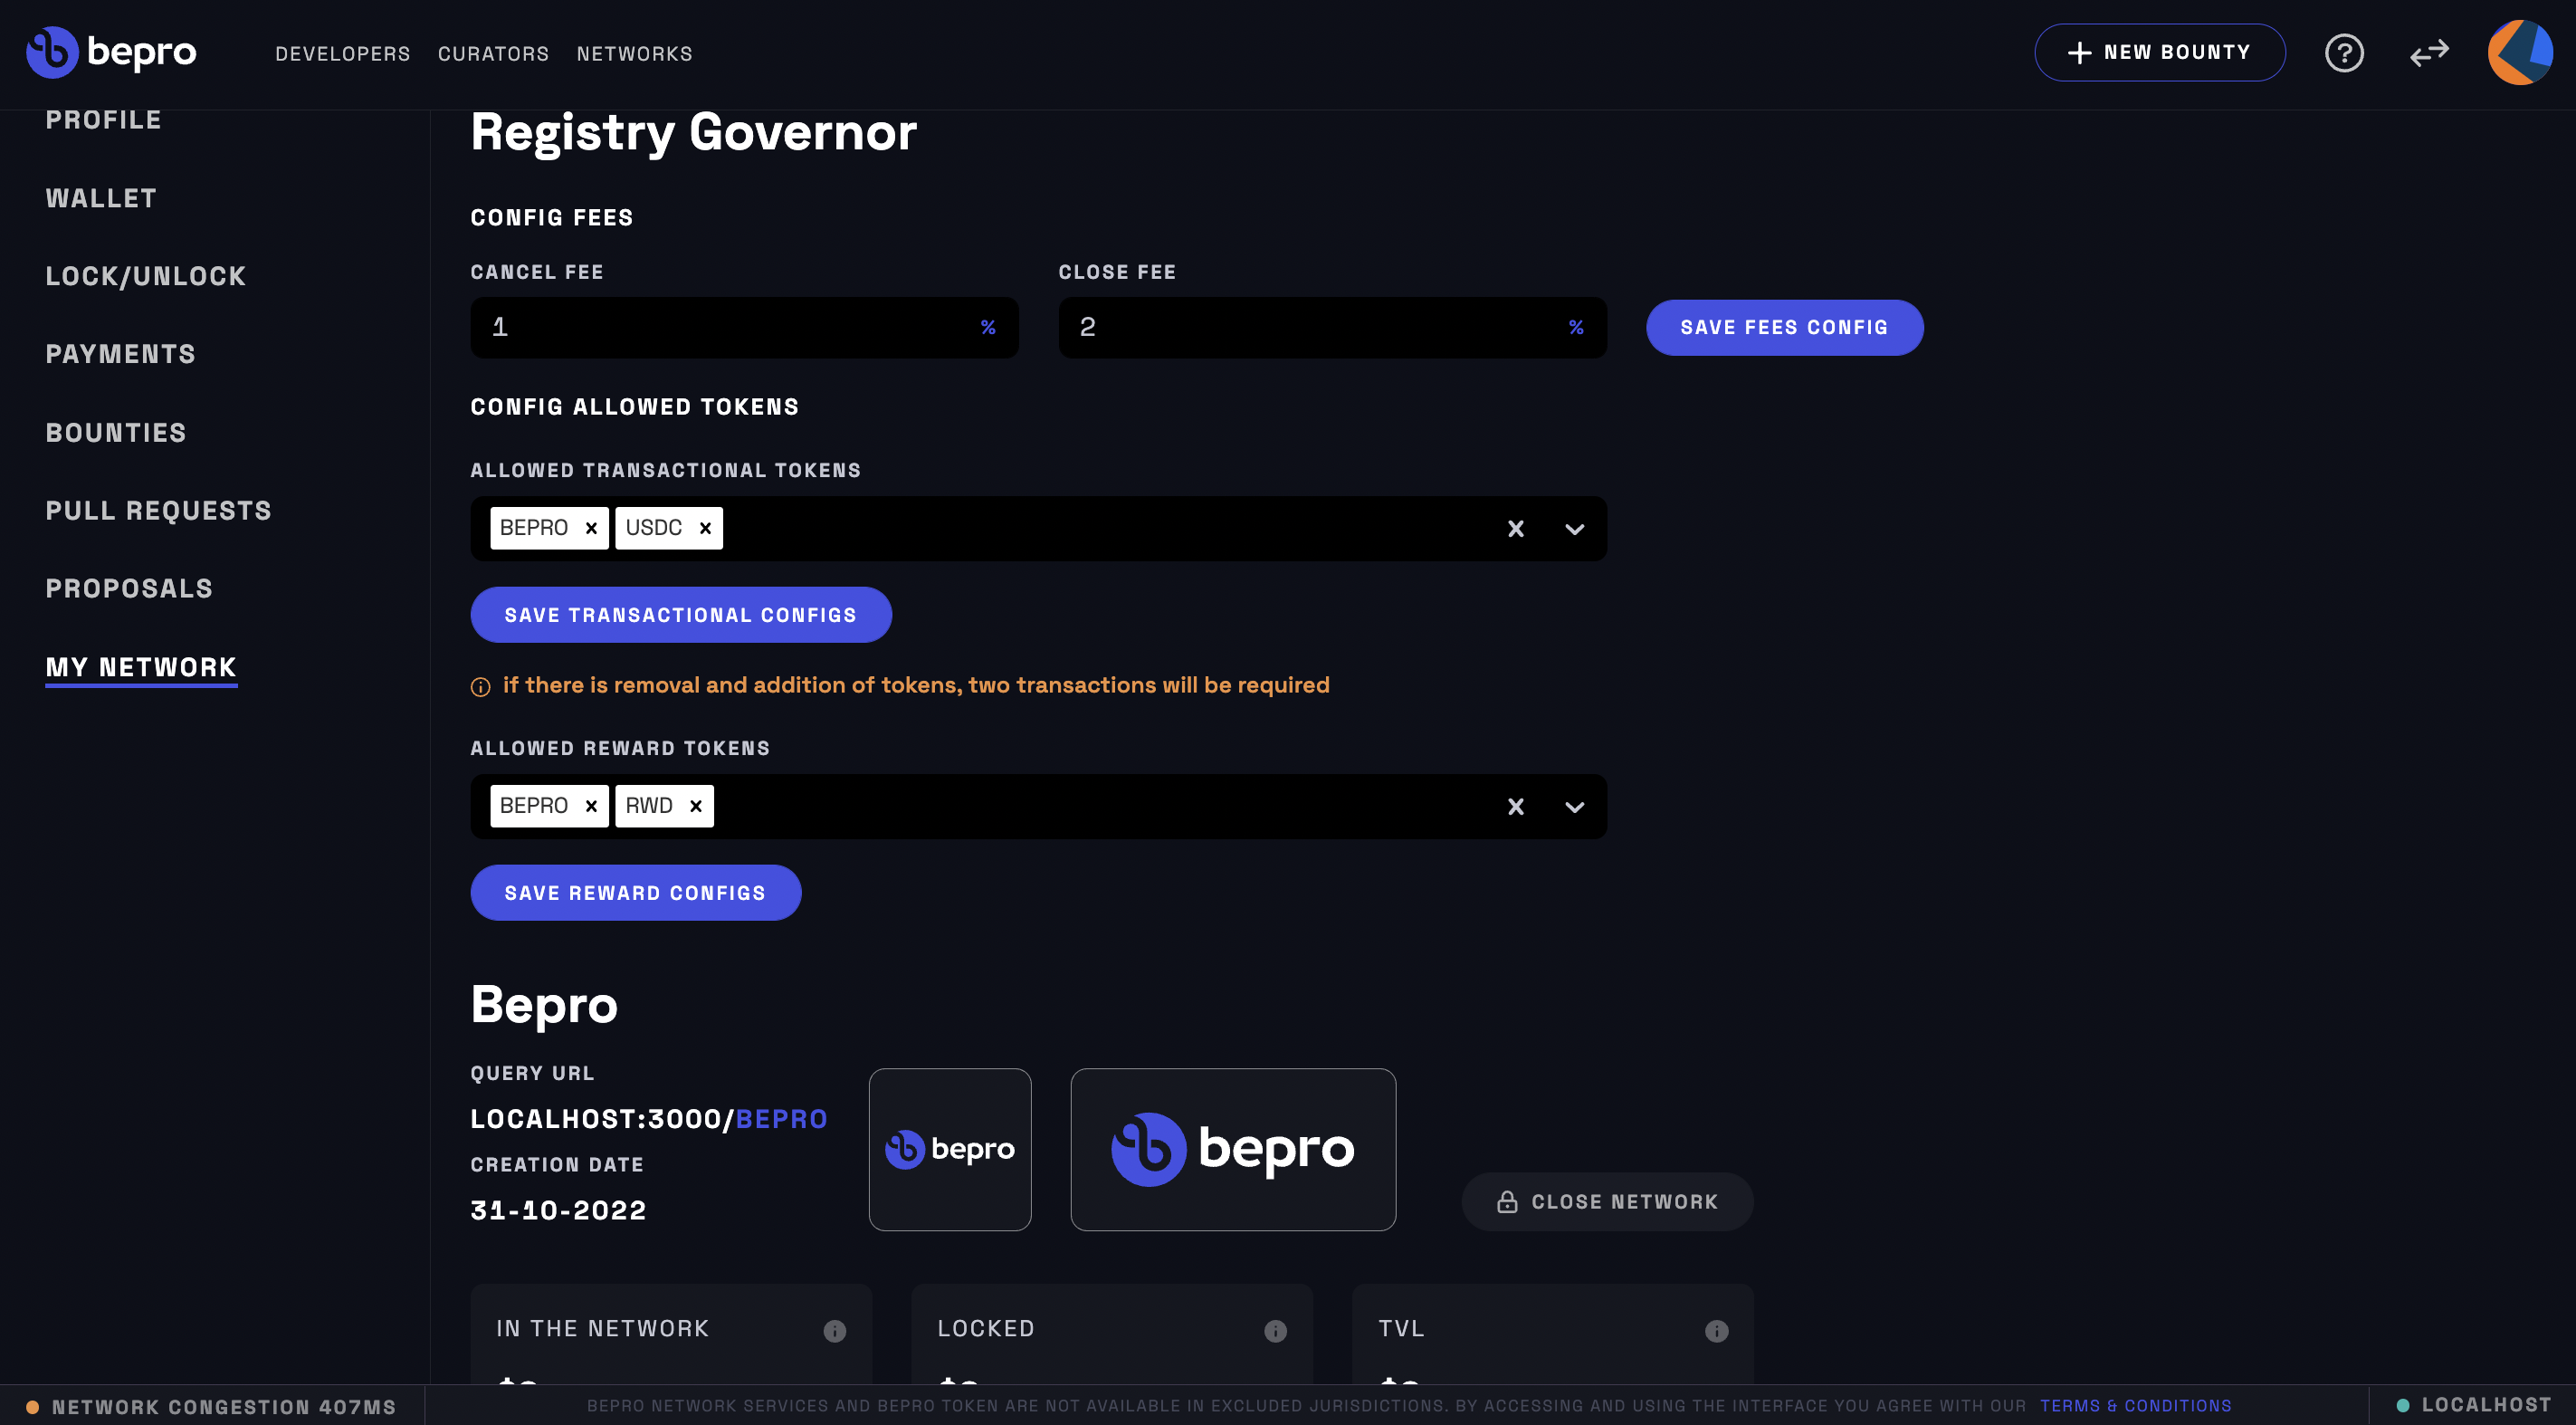 bepro
DEVELOPERS CURATORS NETWORKS
NEW BOUNTY
PROFILE
WALLET
LOCK/UNLOCK
PAYMENTS
BOUNTIES
PULL REQUESTS
PROPOSALS
MY NETWORK
Registry Governor
CONFIG FEES
CANCEL FEE CLOSE FEE
1 % 2 % SAVE FEES CONFIG
CONFIG ALLOWED TOKENS
ALLOWED TRANSACTIONAL TOKENS
BEPRO USDC
SAVE TRANSACTIONAL CONFIGS
if there is removal and addition of tokens, two transactions will be required
ALLOWED REWARD TOKENS
BEPRO RWD
SAVE REWARD CONFIGS
Bepro
QUERY URL
LOCALHOST:3000/BEPRO
CREATION DATE
31-10-2022
bepro
bepro
CLOSE NETWORK
IN THE NETWORK LOCKED TVL
NETWORK CONGESTION 407MS
BEPRO NETWORK SERVICES AND BEPRO TOKEN ARE NOT AVAILABLE IN EXCLUDED JURISDICTIONS. BY ACCESSING AND USING THE INTERFACE YOU AGREE WITH OUR TERMS & CONDITIONS
LOCALHOST